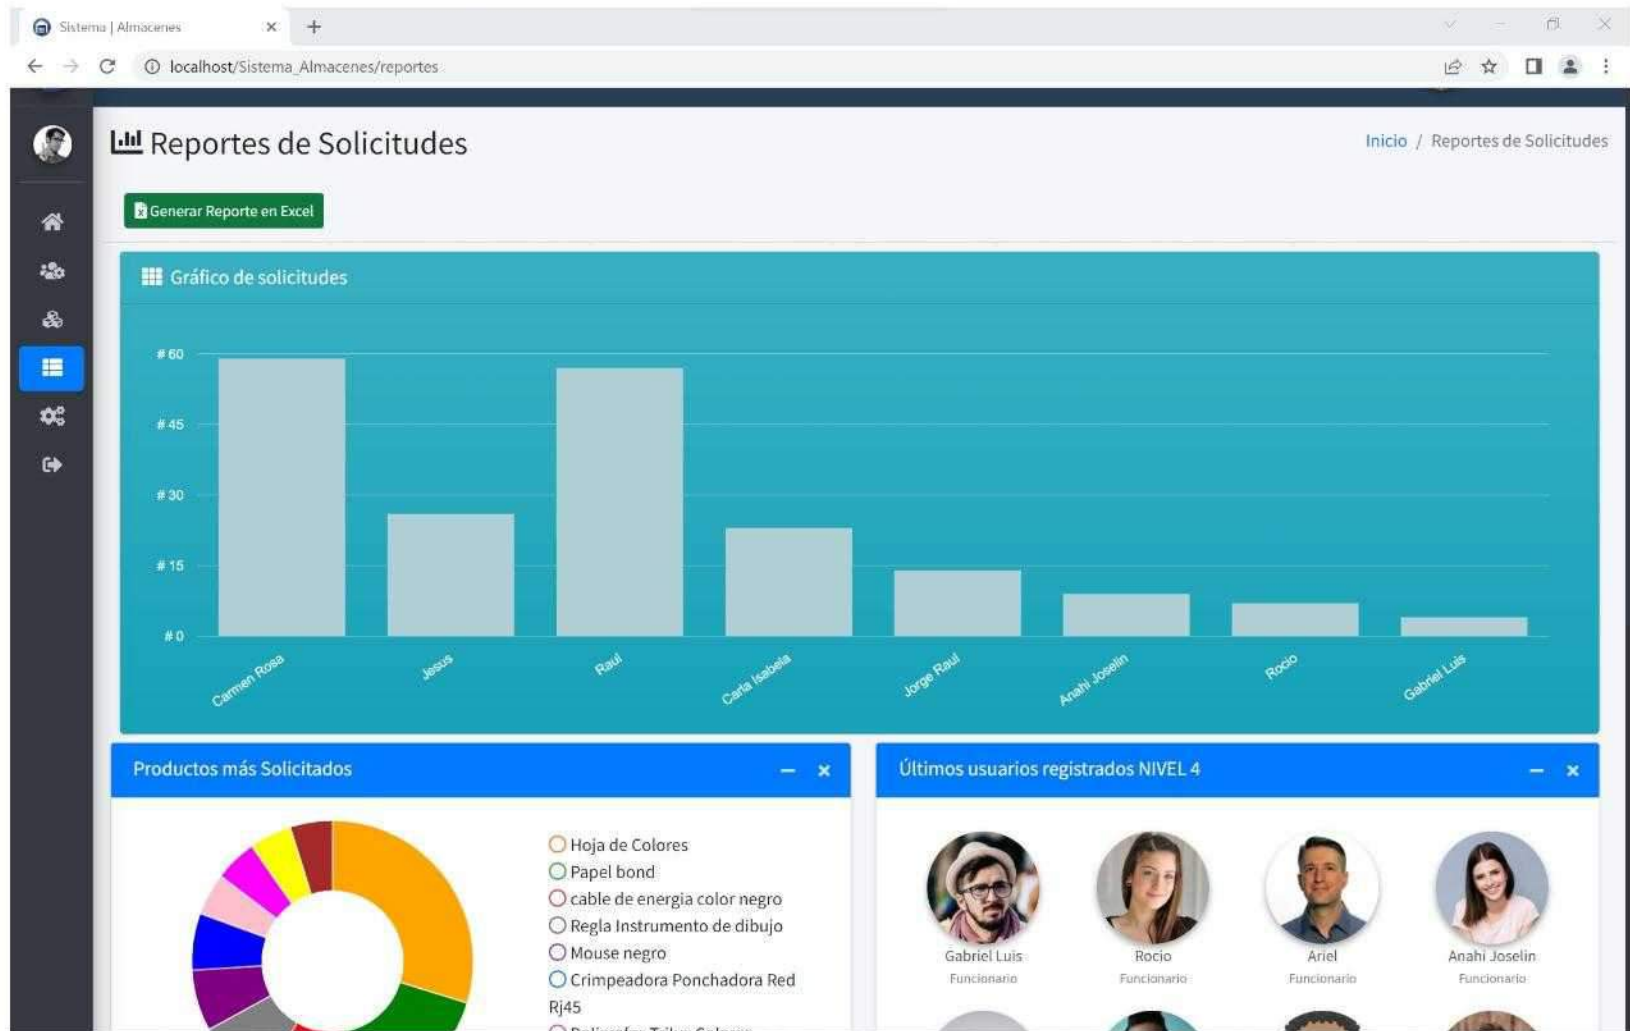 Sistema | Almacenes
localhost/Sistema_Almacenes/reportes
Reportes de Solicitudes
Inicio / Reportes de Solicitudes
Generar Reporte en Excel
Gráfico de solicitudes
# 60
# 45
# 30
# 15
# 0
Carmen Rosa
Jesus
Raul
Carla Isabela
Jorge Raul
Anahi Joselin
Rocio
Gabriel Luis
Productos más Solicitados
Hoja de Colores
Papel bond
cable de energia color negro
Regla Instrumento de dibujo
Mouse negro
Crimpeadora Ponchadora Red
Rj45
Últimos usuarios registrados NIVEL 4
Gabriel Luis
Funcionario
Rocio
Funcionario
Ariel
Funcionario
Anahi Joselin
Funcionario